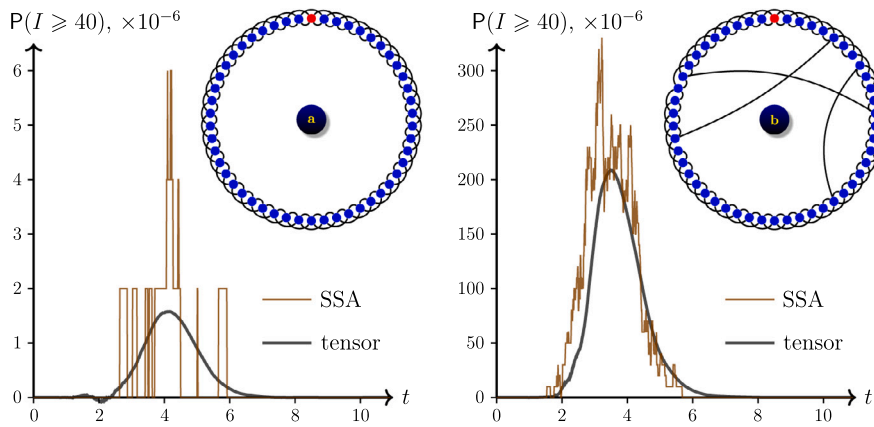 P(I ⩾ 40), ×10⁻⁶
6
5
4
3
2
1
0
0 2 4 6 8 10 t
a
SSA
tensor
P(I ⩾ 40), ×10⁻⁶
300
250
200
150
100
50
0
0 2 4 6 8 10 t
b
SSA
tensor